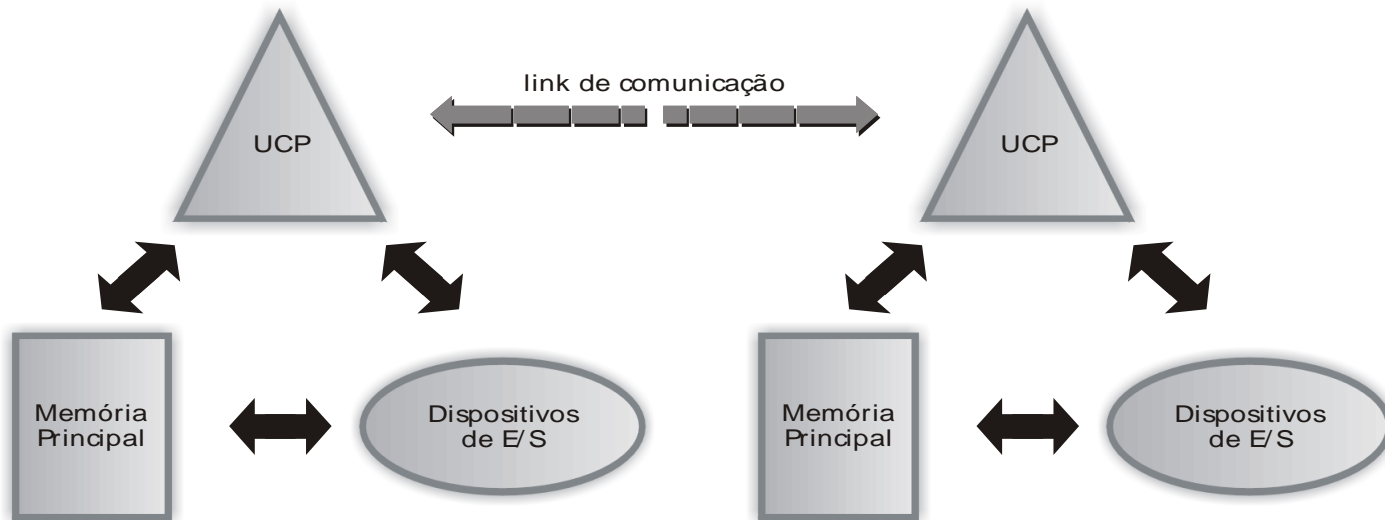 link de comunicação
UCP
UCP
Memória
Principal
Dispositivos
de E/S
Memória
Principal
Dispositivos
de E/S